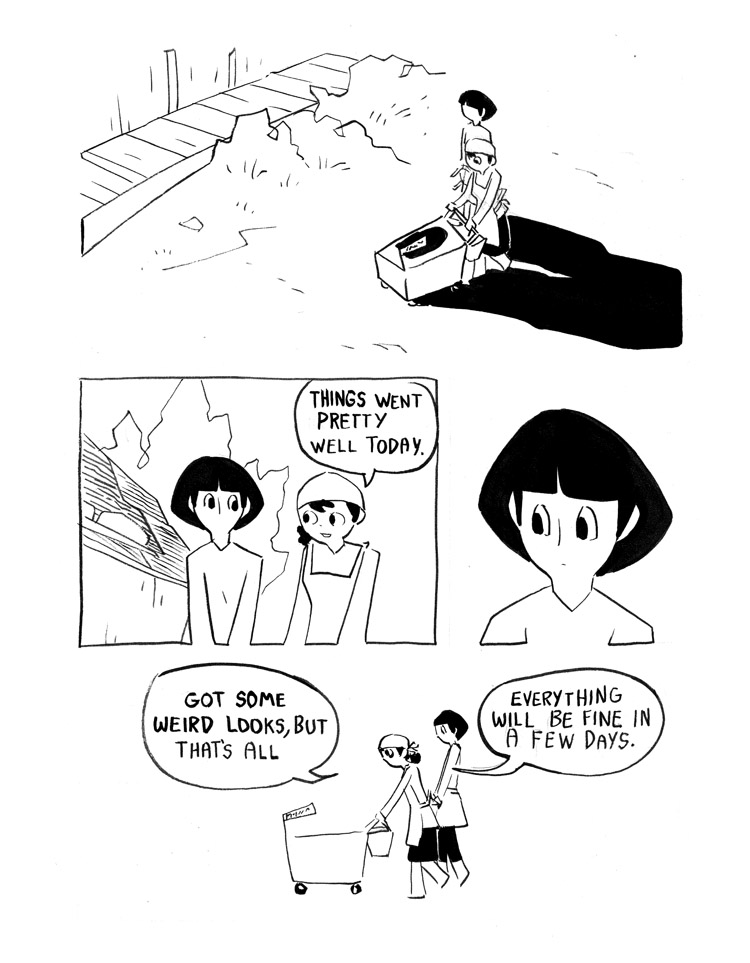 THINGS WENT
PRETTY
WELL TODAY.
GOT SOME
WEIRD LOOKS, BUT
THAT'S ALL
EVERYTHING
WILL BE FINE IN
A FEW DAYS.